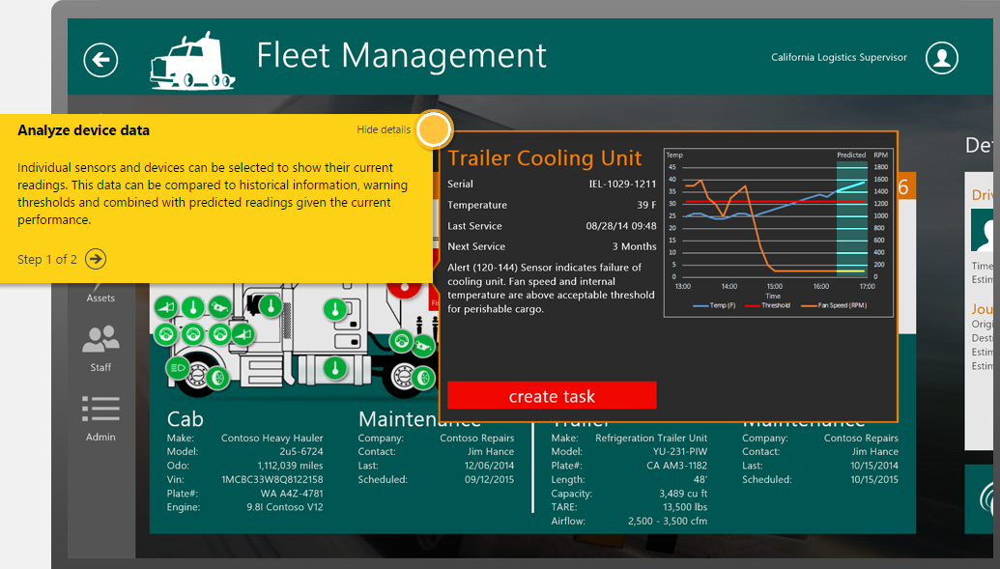 Fleet Management
California Logistics Supervisor
Analyze device data
Hide details
Individual sensors and devices can be selected to show their current
readings. This data can be compared to historical information, warning
thresholds and combined with predicted readings given the current
performance.
Step 1 of 2
Assets
Staff
Admin
Trailer Cooling Unit
Serial IEL-1029-1211
Temperature 39 F
Last Service 08/28/14 09:48
Next Service 3 Months
Alert (120-144) Sensor indicates failure of
cooling unit. Fan speed and internal
temperature are above acceptable threshold
for perishable cargo.
create task
Temp Predicted RPM
45 1800
40 1600
35 1400
30 1200
25 1000
20 800
15 600
10 400
5 200
0 0
13:00 14:00 15:00 16:00 17:00
Time
Temp (F) Threshold Fan Speed (RPM)
6
Cab
Make: Contoso Heavy Hauler
Model: 2u5-6724
Odo: 1,112,039 miles
Vin: 1MCBC33W8Q8122158
Plate#: WA A4Z-4781
Engine: 9.8l Contoso V12
Maintenance
Company: Contoso Repairs
Contact: Jim Hance
Last: 12/06/2014
Scheduled: 09/12/2015
Trailer
Make: Refrigeration Trailer Unit
Model: YU-231-PIW
Plate#: CA AM3-1182
Length: 48'
Capacity: 3,489 cu ft
TARE: 13,500 lbs
Airflow: 2,500 - 3,500 cfm
Maintenance
Company: Contoso Repairs
Contact: Jim Hance
Last: 10/15/2014
Scheduled: 10/15/2015
Det
Driv
Time
Estim
Jou
Origi
Desti
Estim
Estim